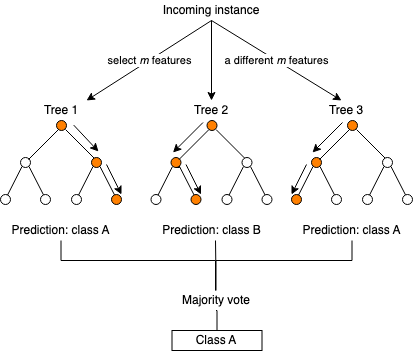 Incoming instance
select m features
a different m features
Tree 1
Tree 2
Tree 3
Prediction: class A
Prediction: class B
Prediction: class A
Majority vote
Class A